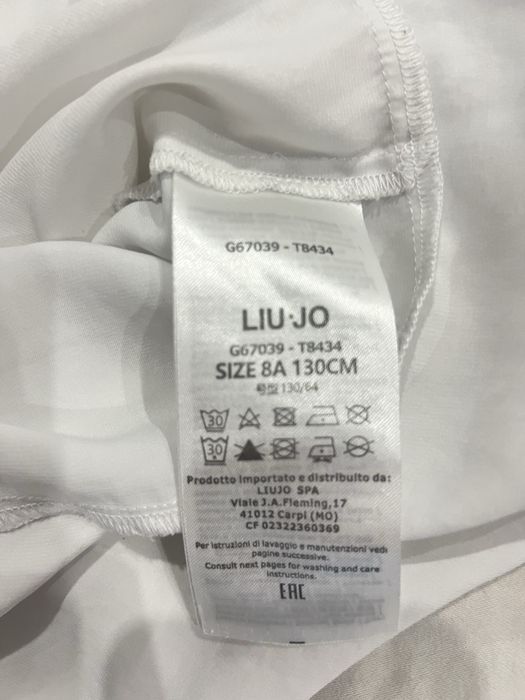 G67039 - T8434
LIU·JO
G67039 - T8434
SIZE 8A 130CM
号型 130/64
30
30
Prodotto importato e distribuito da:
LIUJO SPA
Viale J.A.Fleming,17
41012 Carpi (MO)
CF 02322360369
Per istruzioni di lavaggio e manutenzioni vedi
pagine successive.
Consult next pages for washing and care
instructions.
EAC